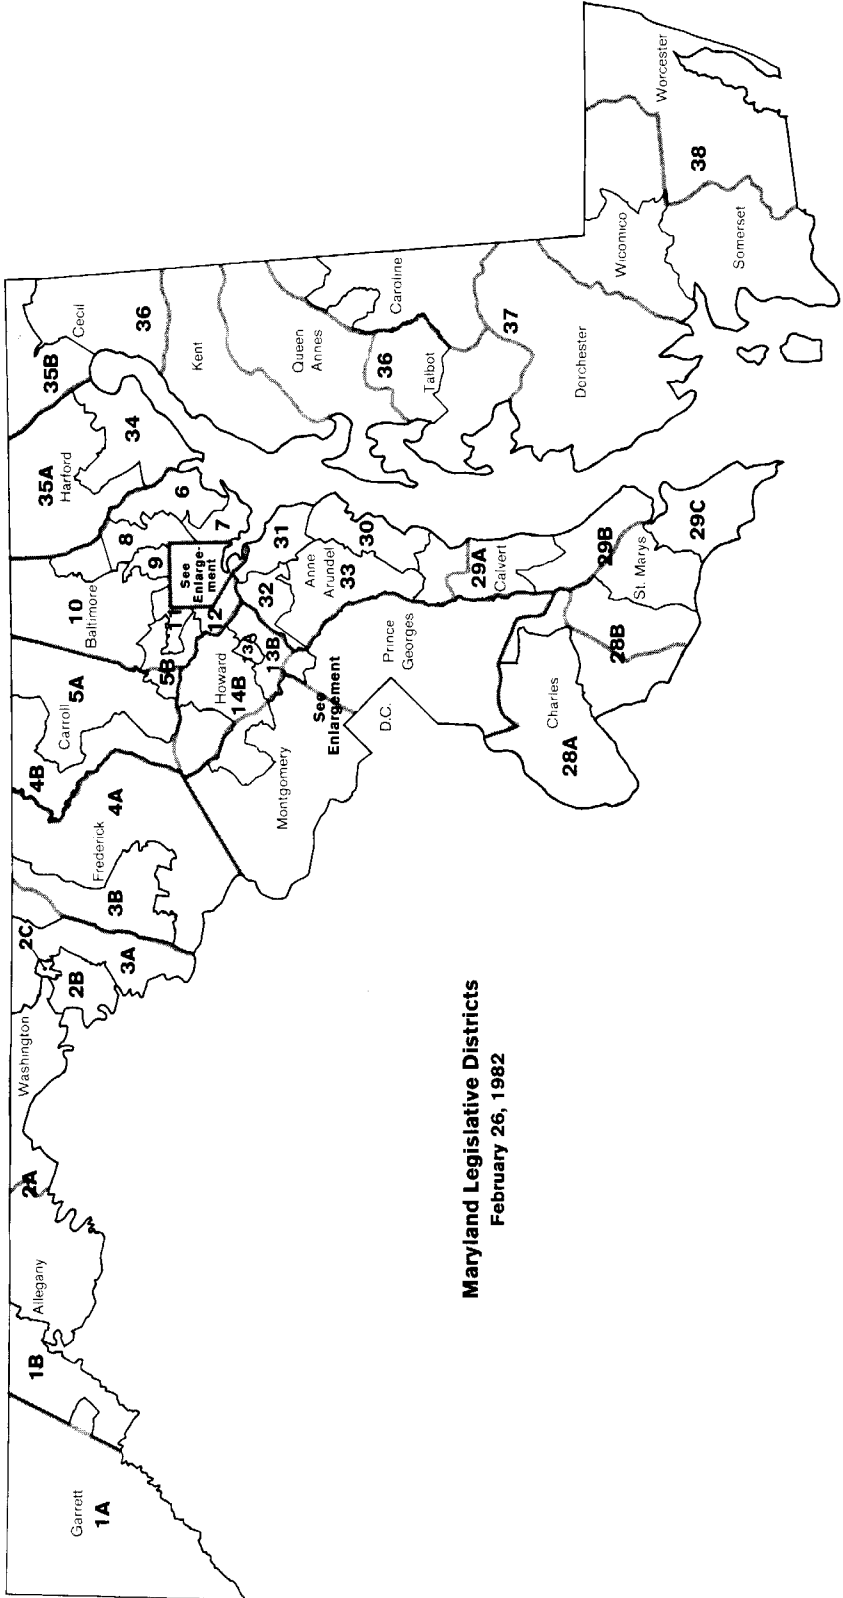 Garrett
1A
1B
Allegany
2A
Washington
2B
2C
3A
3B
Frederick
4A
4B
Carroll
5A
5B
10
Baltimore
11
12
9
8
See
Enlarge-
ment
7
6
35A
Harford
34
35B
Cecil
36
Kent
Queen
Annes
36
Talbot
Caroline
37
Dorchester
Wicomico
Worcester
38
Somerset
Howard
14B
13A
13B
32
31
Anne
Arundel
33
30
Montgomery
See
Enlargement
D.C.
Prince
Georges
29A
Calvert
29B
St. Marys
29C
28B
Charles
28A
Maryland Legislative Districts
February 26, 1982